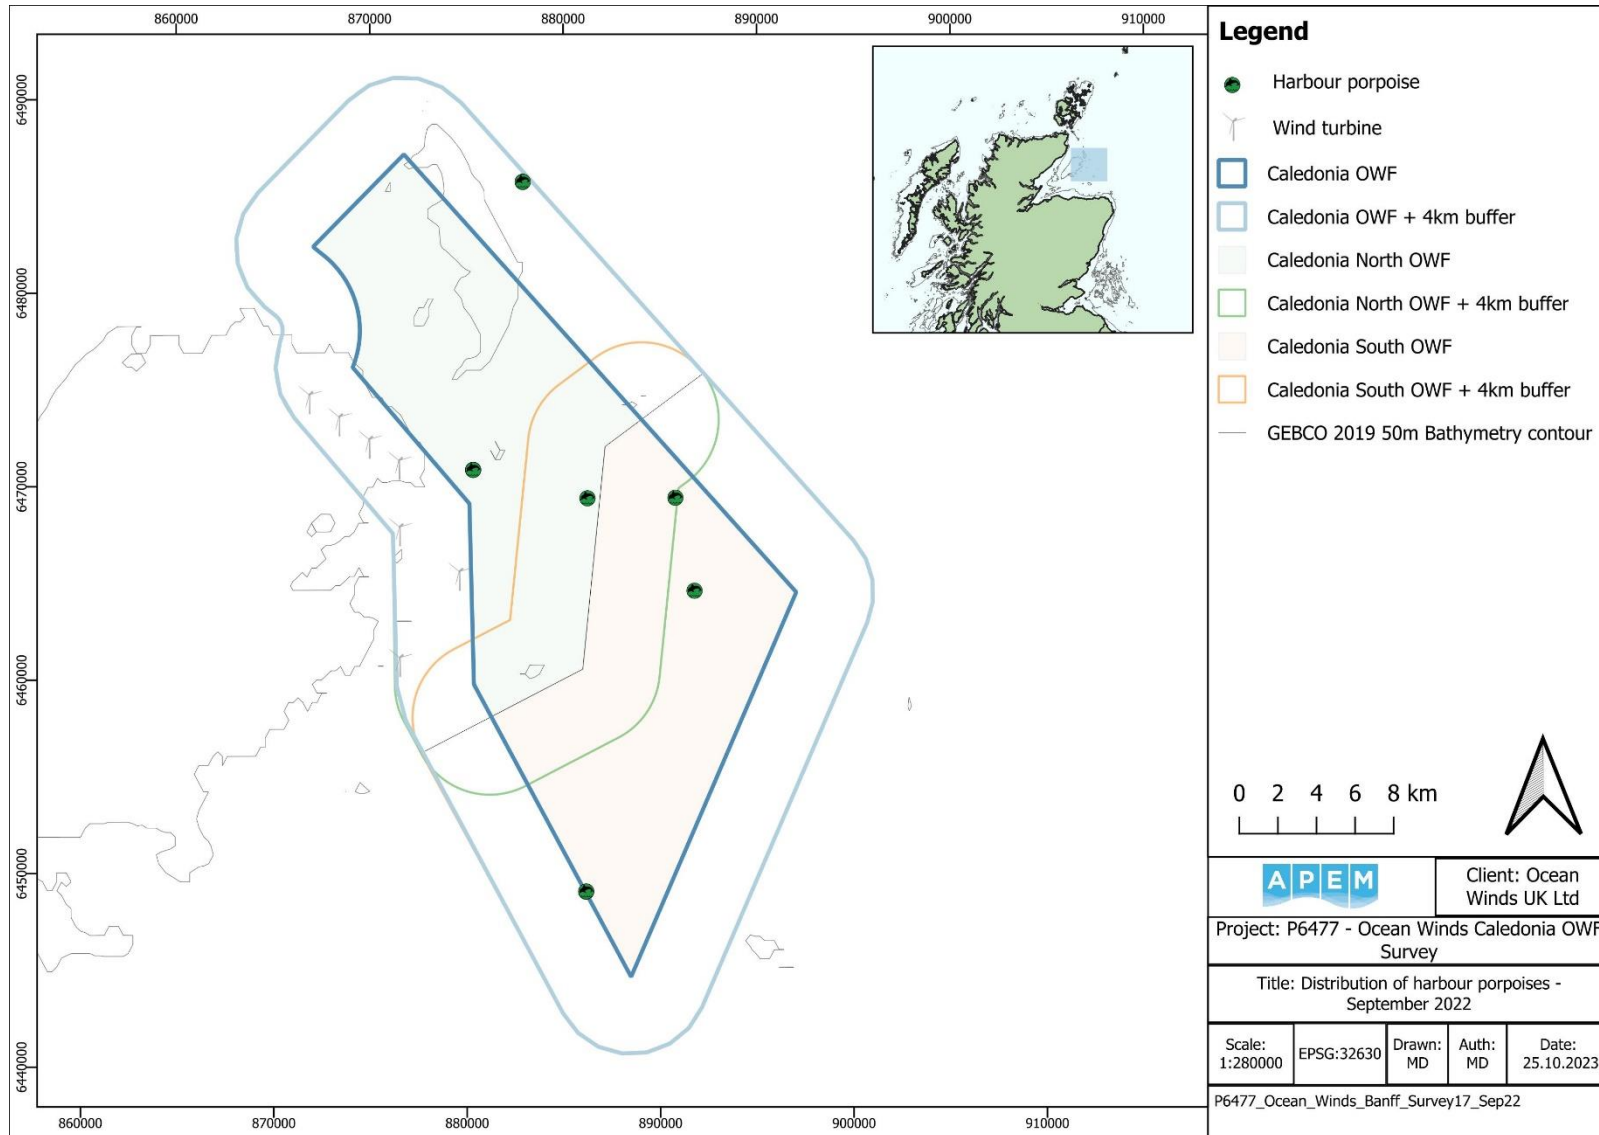 860000 870000 880000 890000 900000 910000
6490000
6480000
6470000
6460000
6450000
6440000
860000 870000 880000 890000 900000 910000
Legend
Harbour porpoise
Wind turbine
Caledonia OWF
Caledonia OWF + 4km buffer
Caledonia North OWF
Caledonia North OWF + 4km buffer
Caledonia South OWF
Caledonia South OWF + 4km buffer
GEBCO 2019 50m Bathymetry contour
0 2 4 6 8 km
APEM
Client: Ocean
Winds UK Ltd
Project: P6477 - Ocean Winds Caledonia OWF
Survey
Title: Distribution of harbour porpoises -
September 2022
Scale:
1:280000
EPSG:32630
Drawn:
MD
Auth:
MD
Date:
25.10.2023
P6477_Ocean_Winds_Banff_Survey17_Sep22